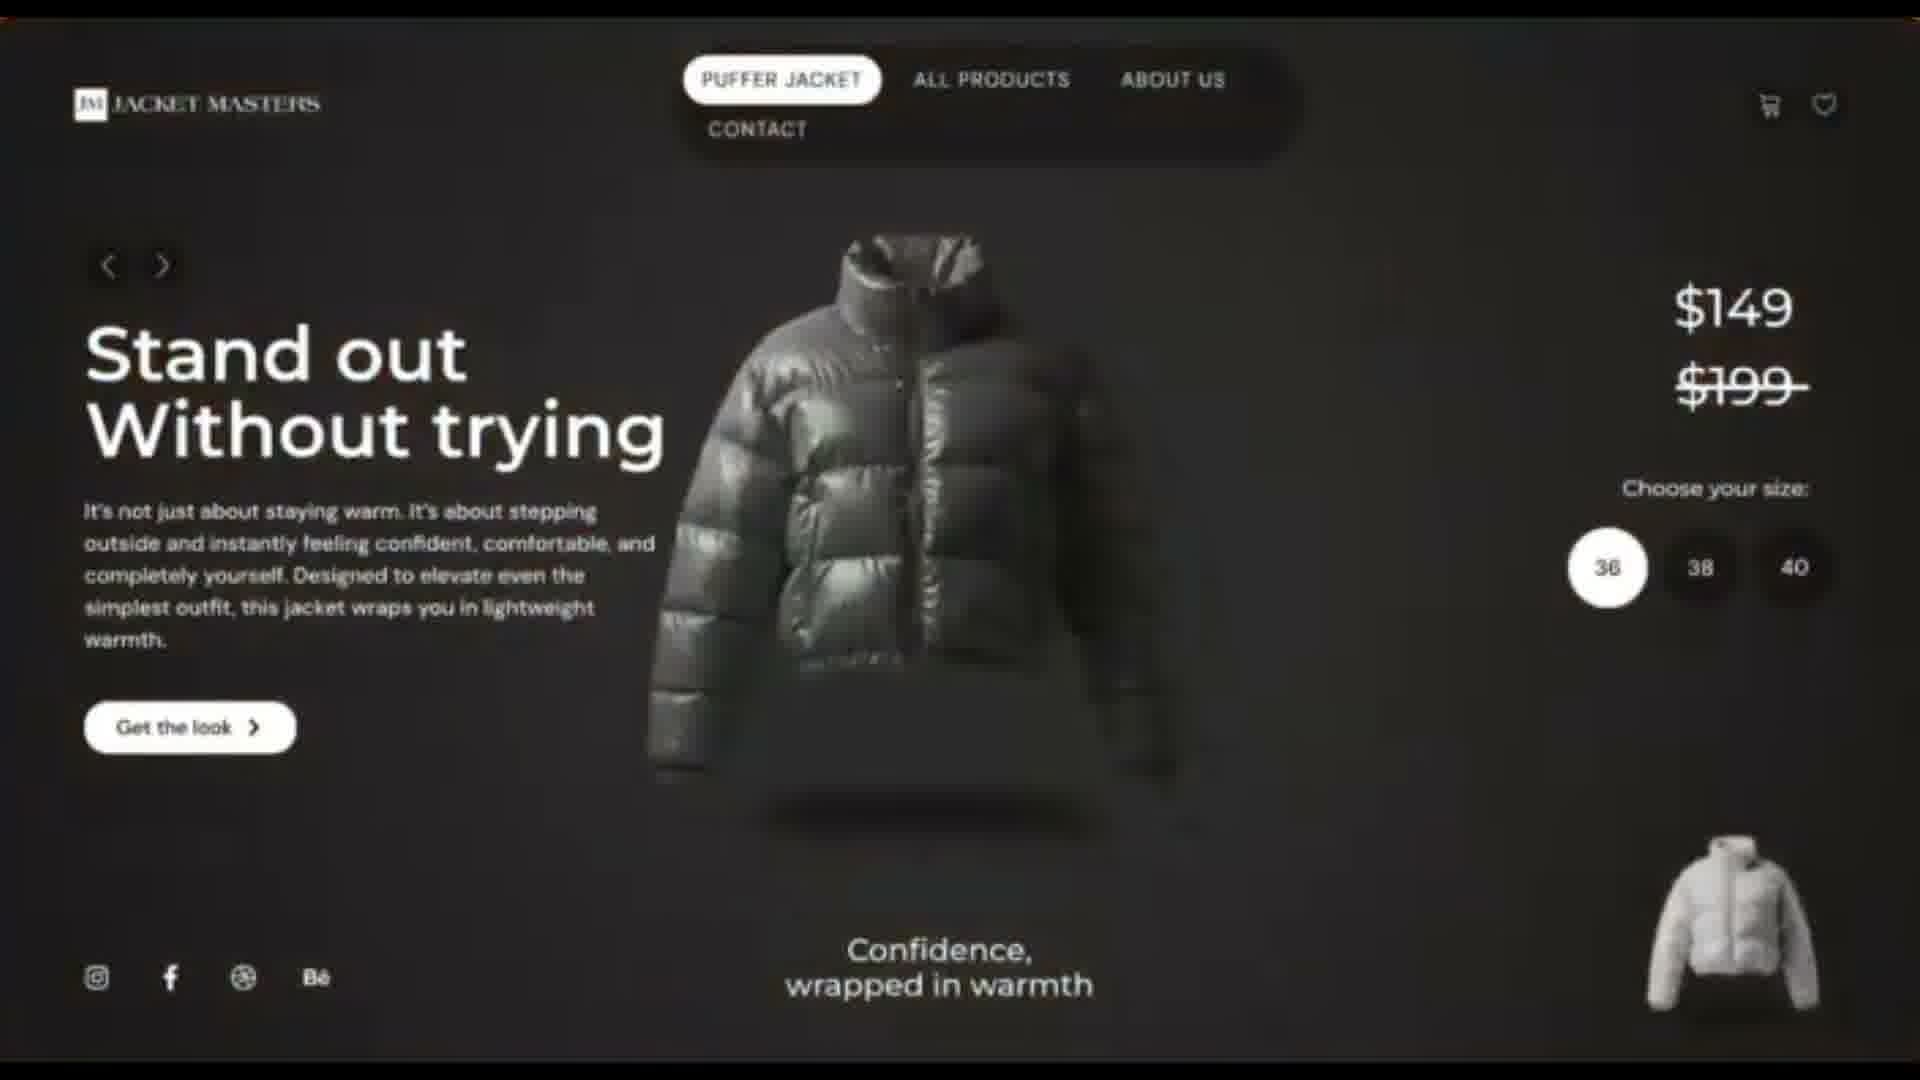 JM JACKET MASTERS
PUFFER JACKET ALL PRODUCTS ABOUT US
CONTACT
Stand out
Without trying
It's not just about staying warm. It's about stepping
outside and instantly feeling confident, comfortable, and
completely yourself. Designed to elevate even the
simplest outfit, this jacket wraps you in lightweight
warmth.
Get the look
$149
$199
Choose your size:
36 38 40
Confidence,
wrapped in warmth
Bē